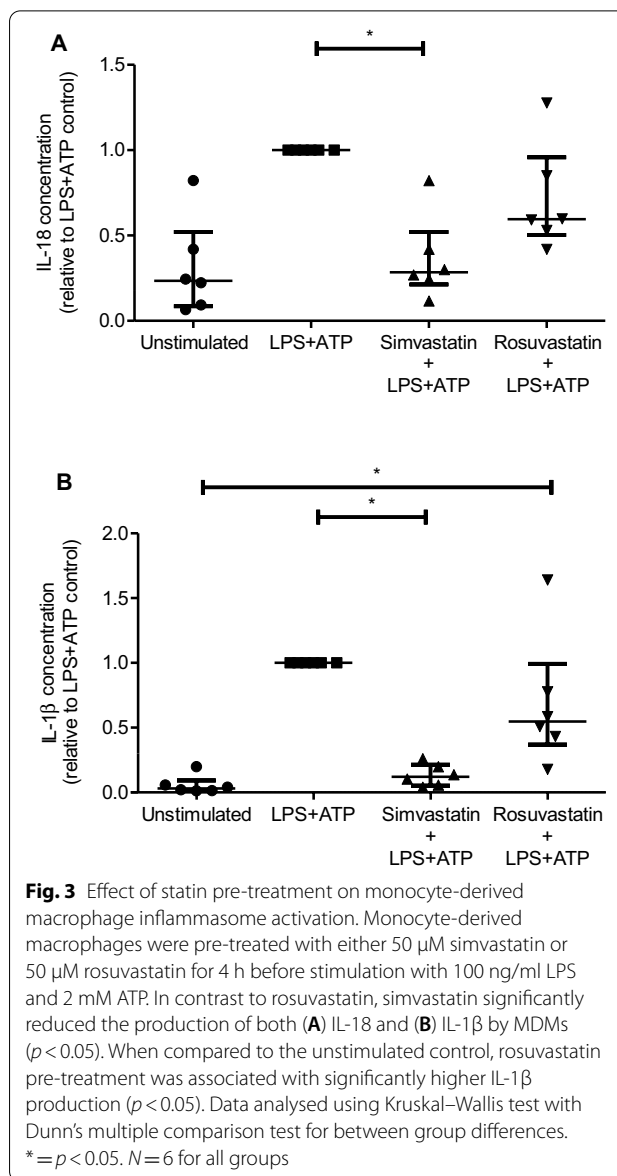 A
*
IL-18 concentration
(relative to LPS+ATP control)
1.5
1.0
0.5
0.0
Unstimulated LPS+ATP Simvastatin Rosuvastatin
+ +
LPS+ATP LPS+ATP
B
*
*
IL-1β concentration
(relative to LPS+ATP control)
2.0
1.5
1.0
0.5
0.0
Unstimulated LPS+ATP Simvastatin Rosuvastatin
+ +
LPS+ATP LPS+ATP
Fig. 3 Effect of statin pre-treatment on monocyte-derived
macrophage inflammasome activation. Monocyte-derived
macrophages were pre-treated with either 50 μM simvastatin or
50 μM rosuvastatin for 4 h before stimulation with 100 ng/ml LPS
and 2 mM ATP. In contrast to rosuvastatin, simvastatin significantly
reduced the production of both (A) IL-18 and (B) IL-1β by MDMs
(p < 0.05). When compared to the unstimulated control, rosuvastatin
pre-treatment was associated with significantly higher IL-1β
production (p < 0.05). Data analysed using Kruskal–Wallis test with
Dunn's multiple comparison test for between group differences.
* = p < 0.05. N = 6 for all groups